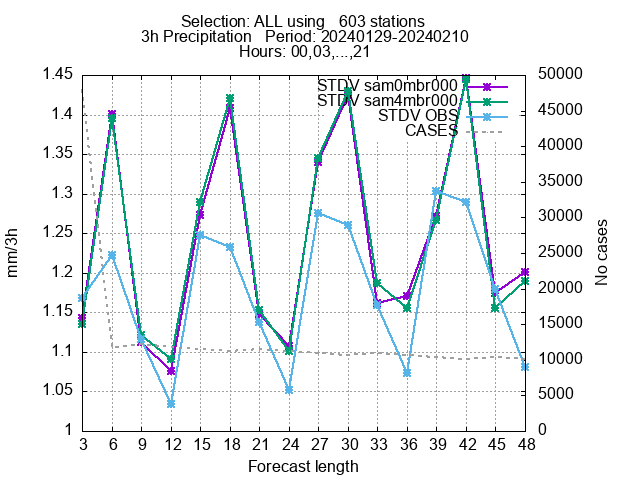 Selection: ALL using   603 stations
3h Precipitation   Period: 20240129-20240210
Hours: 00,03,...,21
1.45
1.4
1.35
1.3
1.25
1.2
1.15
1.1
1.05
1
mm/3h
STDV sam0mbr000
STDV sam4mbr000
STDV OBS
CASES
50000
45000
40000
35000
30000
25000
20000
15000
10000
5000
0
No cases
3 6 9 12 15 18 21 24 27 30 33 36 39 42 45 48
Forecast length